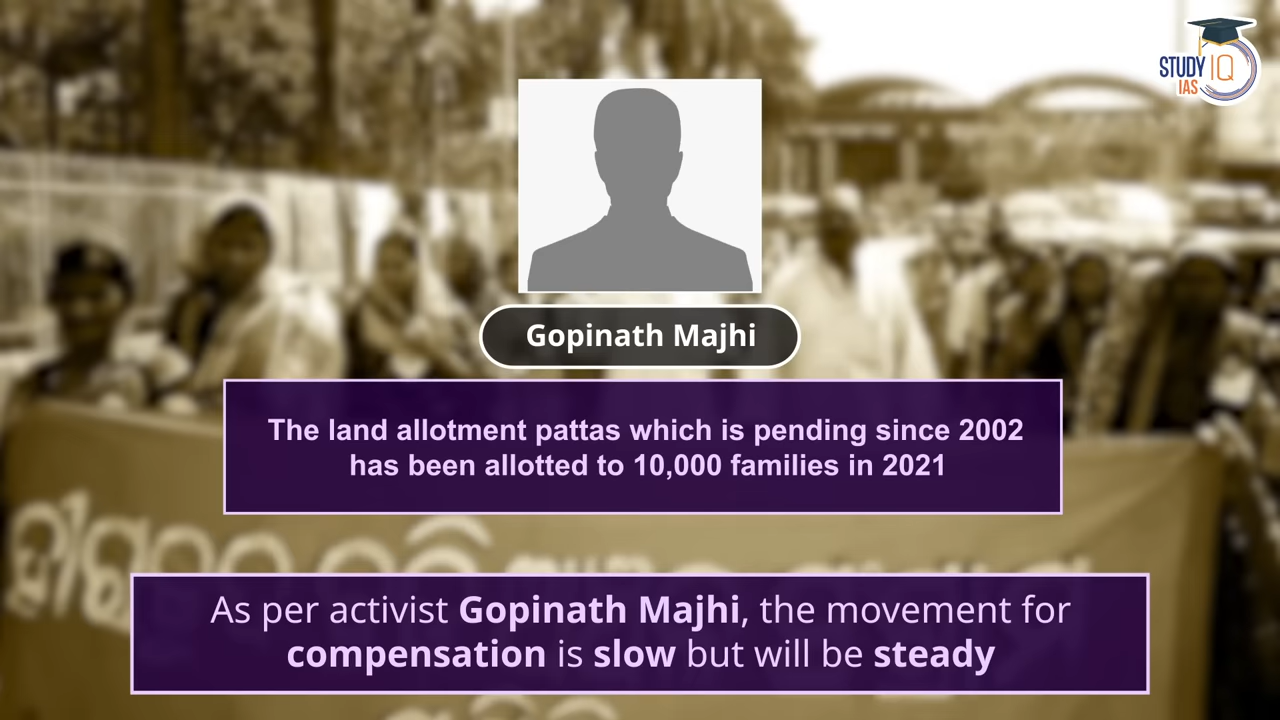 STUDY IQ
IAS
Gopinath Majhi
The land allotment pattas which is pending since 2002
has been allotted to 10,000 families in 2021
As per activist Gopinath Majhi, the movement for
compensation is slow but will be steady